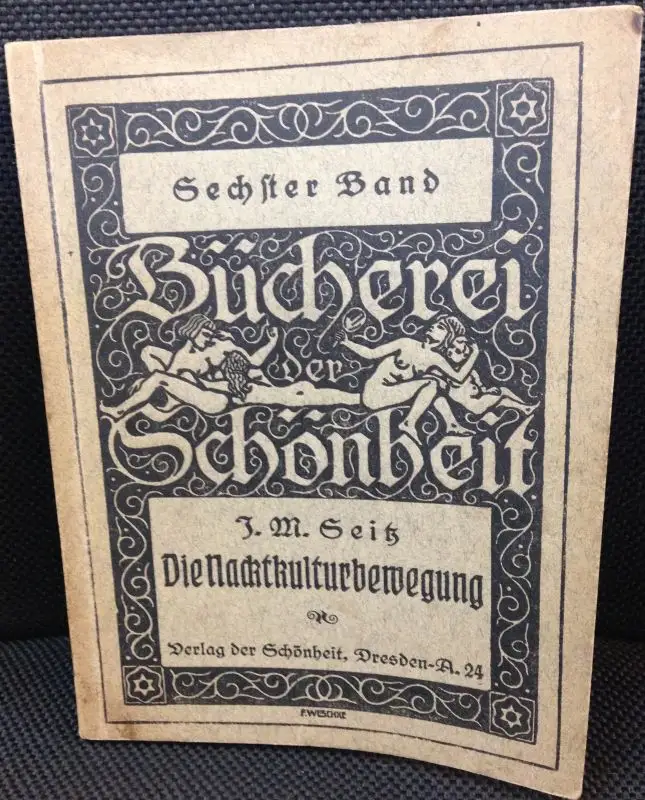 Sechster Band
Bücherei
der
Schönheit
J. M. Seitz
Die Nacktkulturbewegung
Verlag der Schönheit, Dresden-A. 24